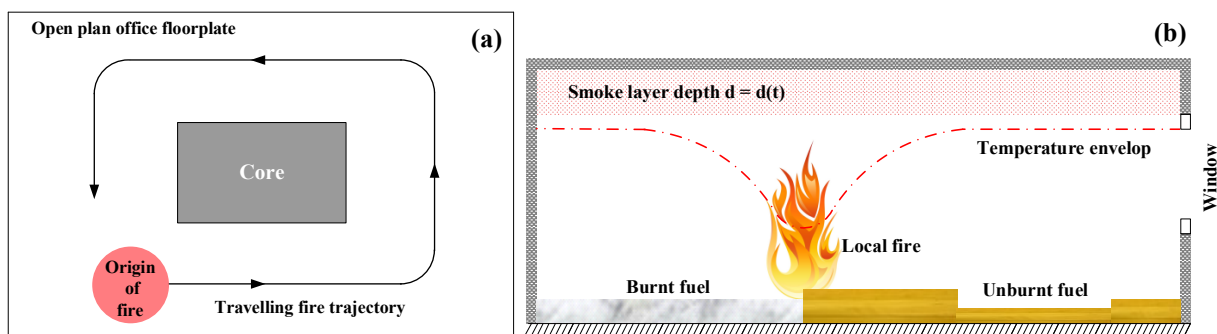 Open plan office floorplate
(a)
Core
Origin
of
fire
Travelling fire trajectory
(b)
Smoke layer depth d = d(t)
Temperature envelop
Window
Local fire
Burnt fuel
Unburnt fuel